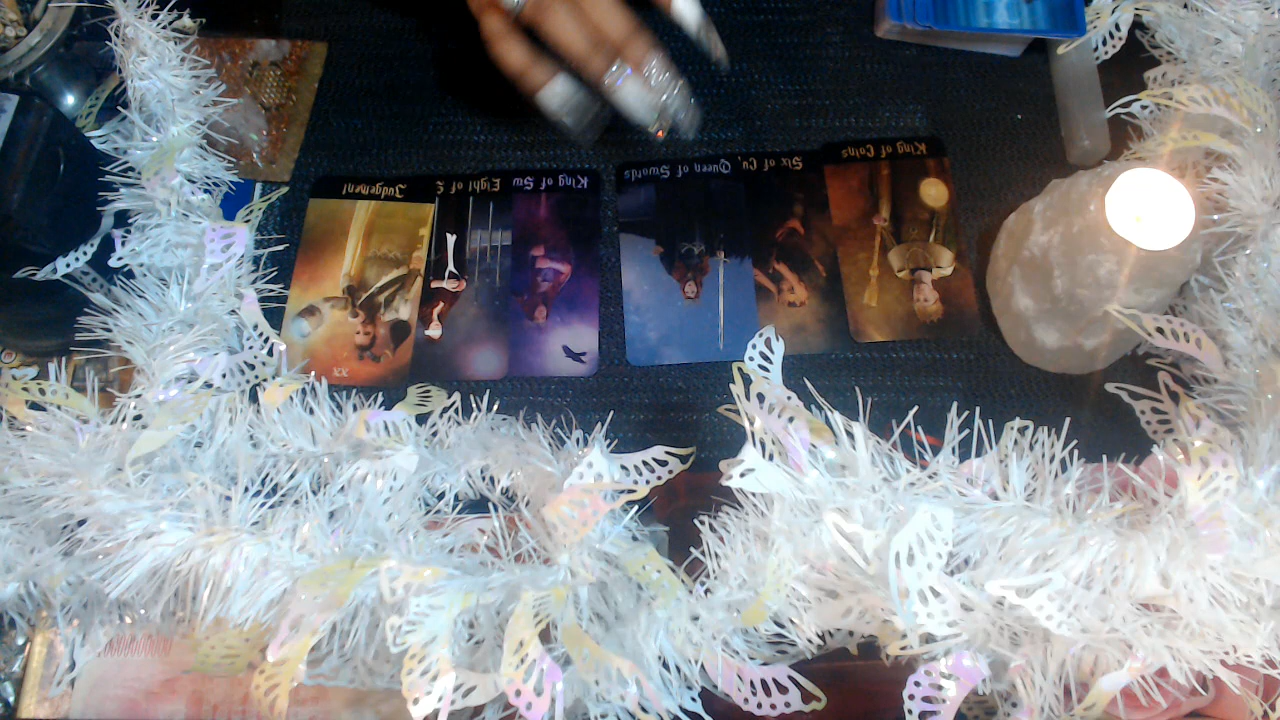 Judgement
Eight of S
King of Sw
Queen of Swords
Six of Cu
King of Coins
XX